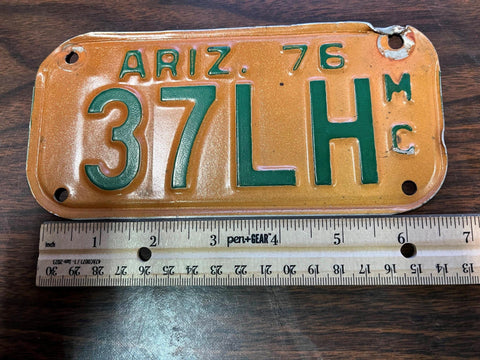 ARIZ. 76
37LH MC
inch 1 2 3 pen+GEAR™ 4 5 6 7
30 29 28 27 26 25 24 23 22 21 20 19 18 17 16 15 14 13